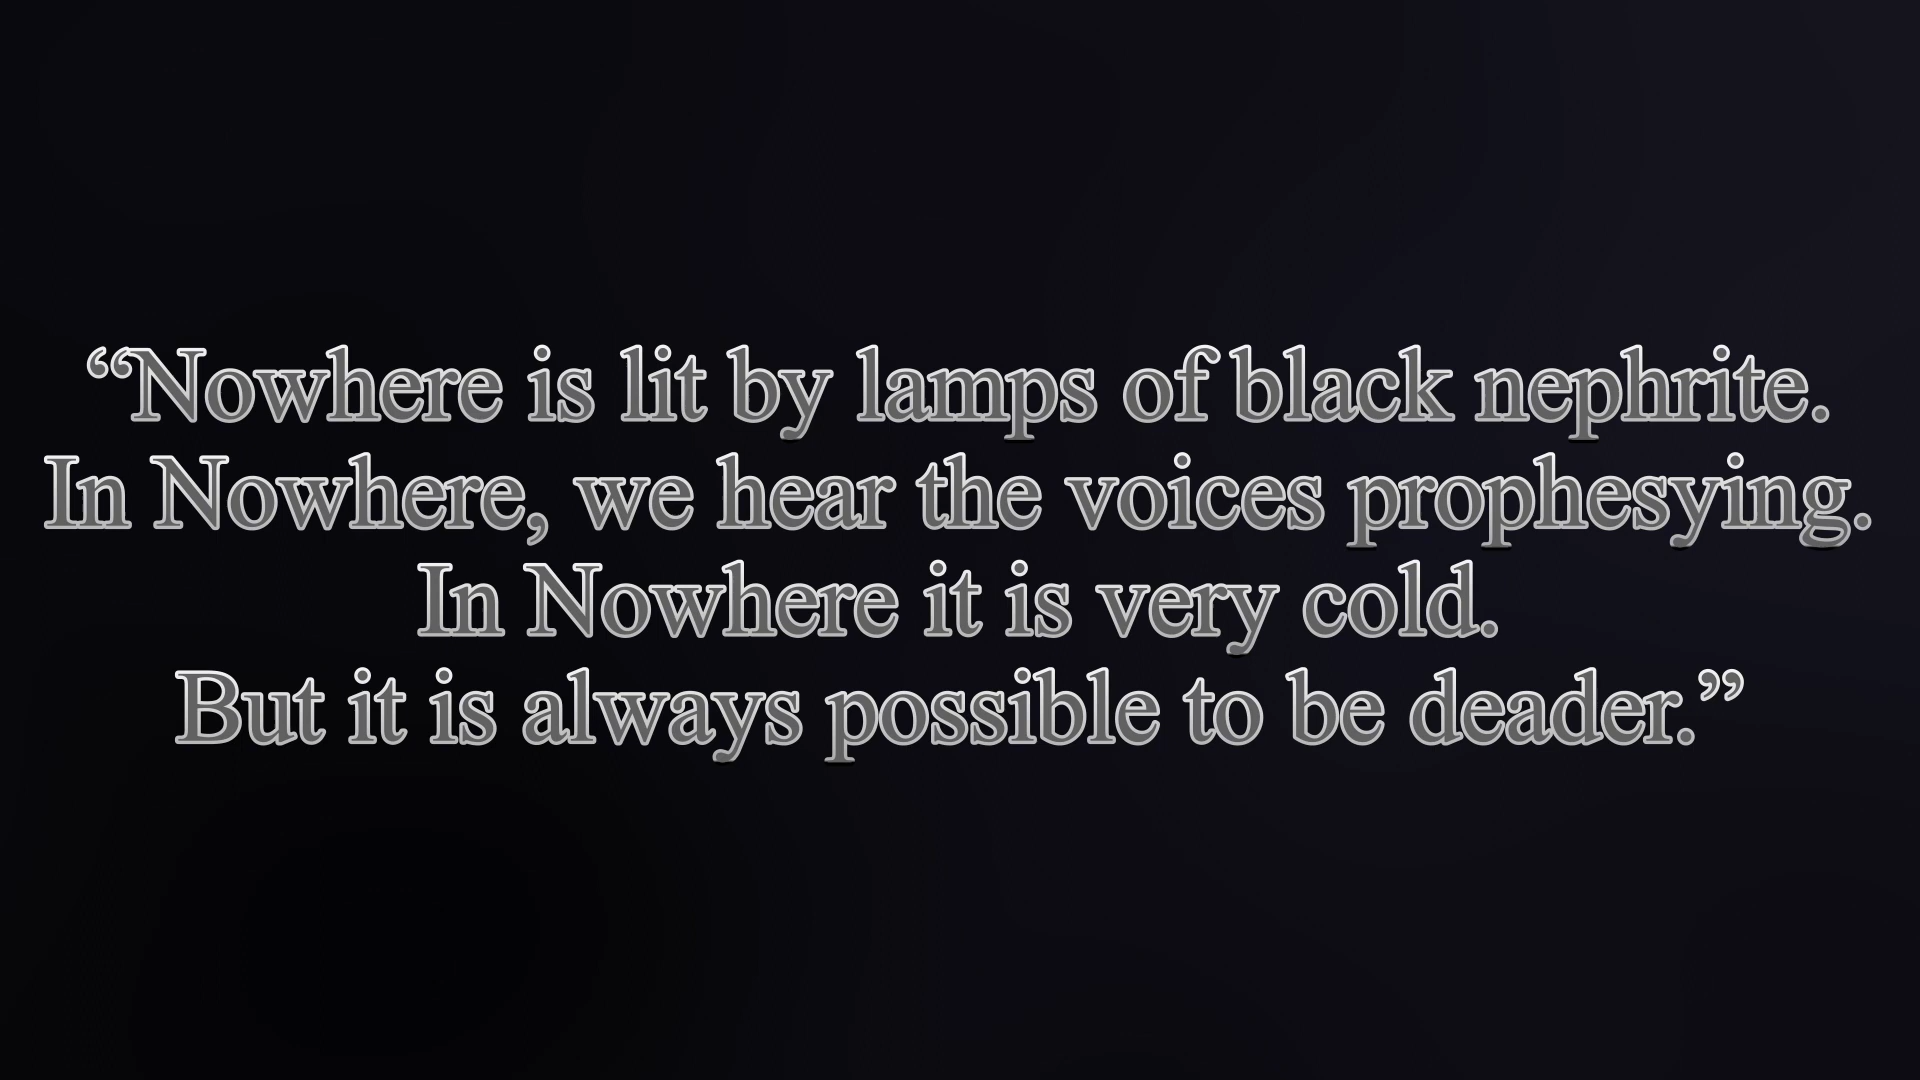 “Nowhere is lit by lamps of black nephrite.
In Nowhere, we hear the voices prophesying.
In Nowhere it is very cold.
But it is always possible to be deader.”